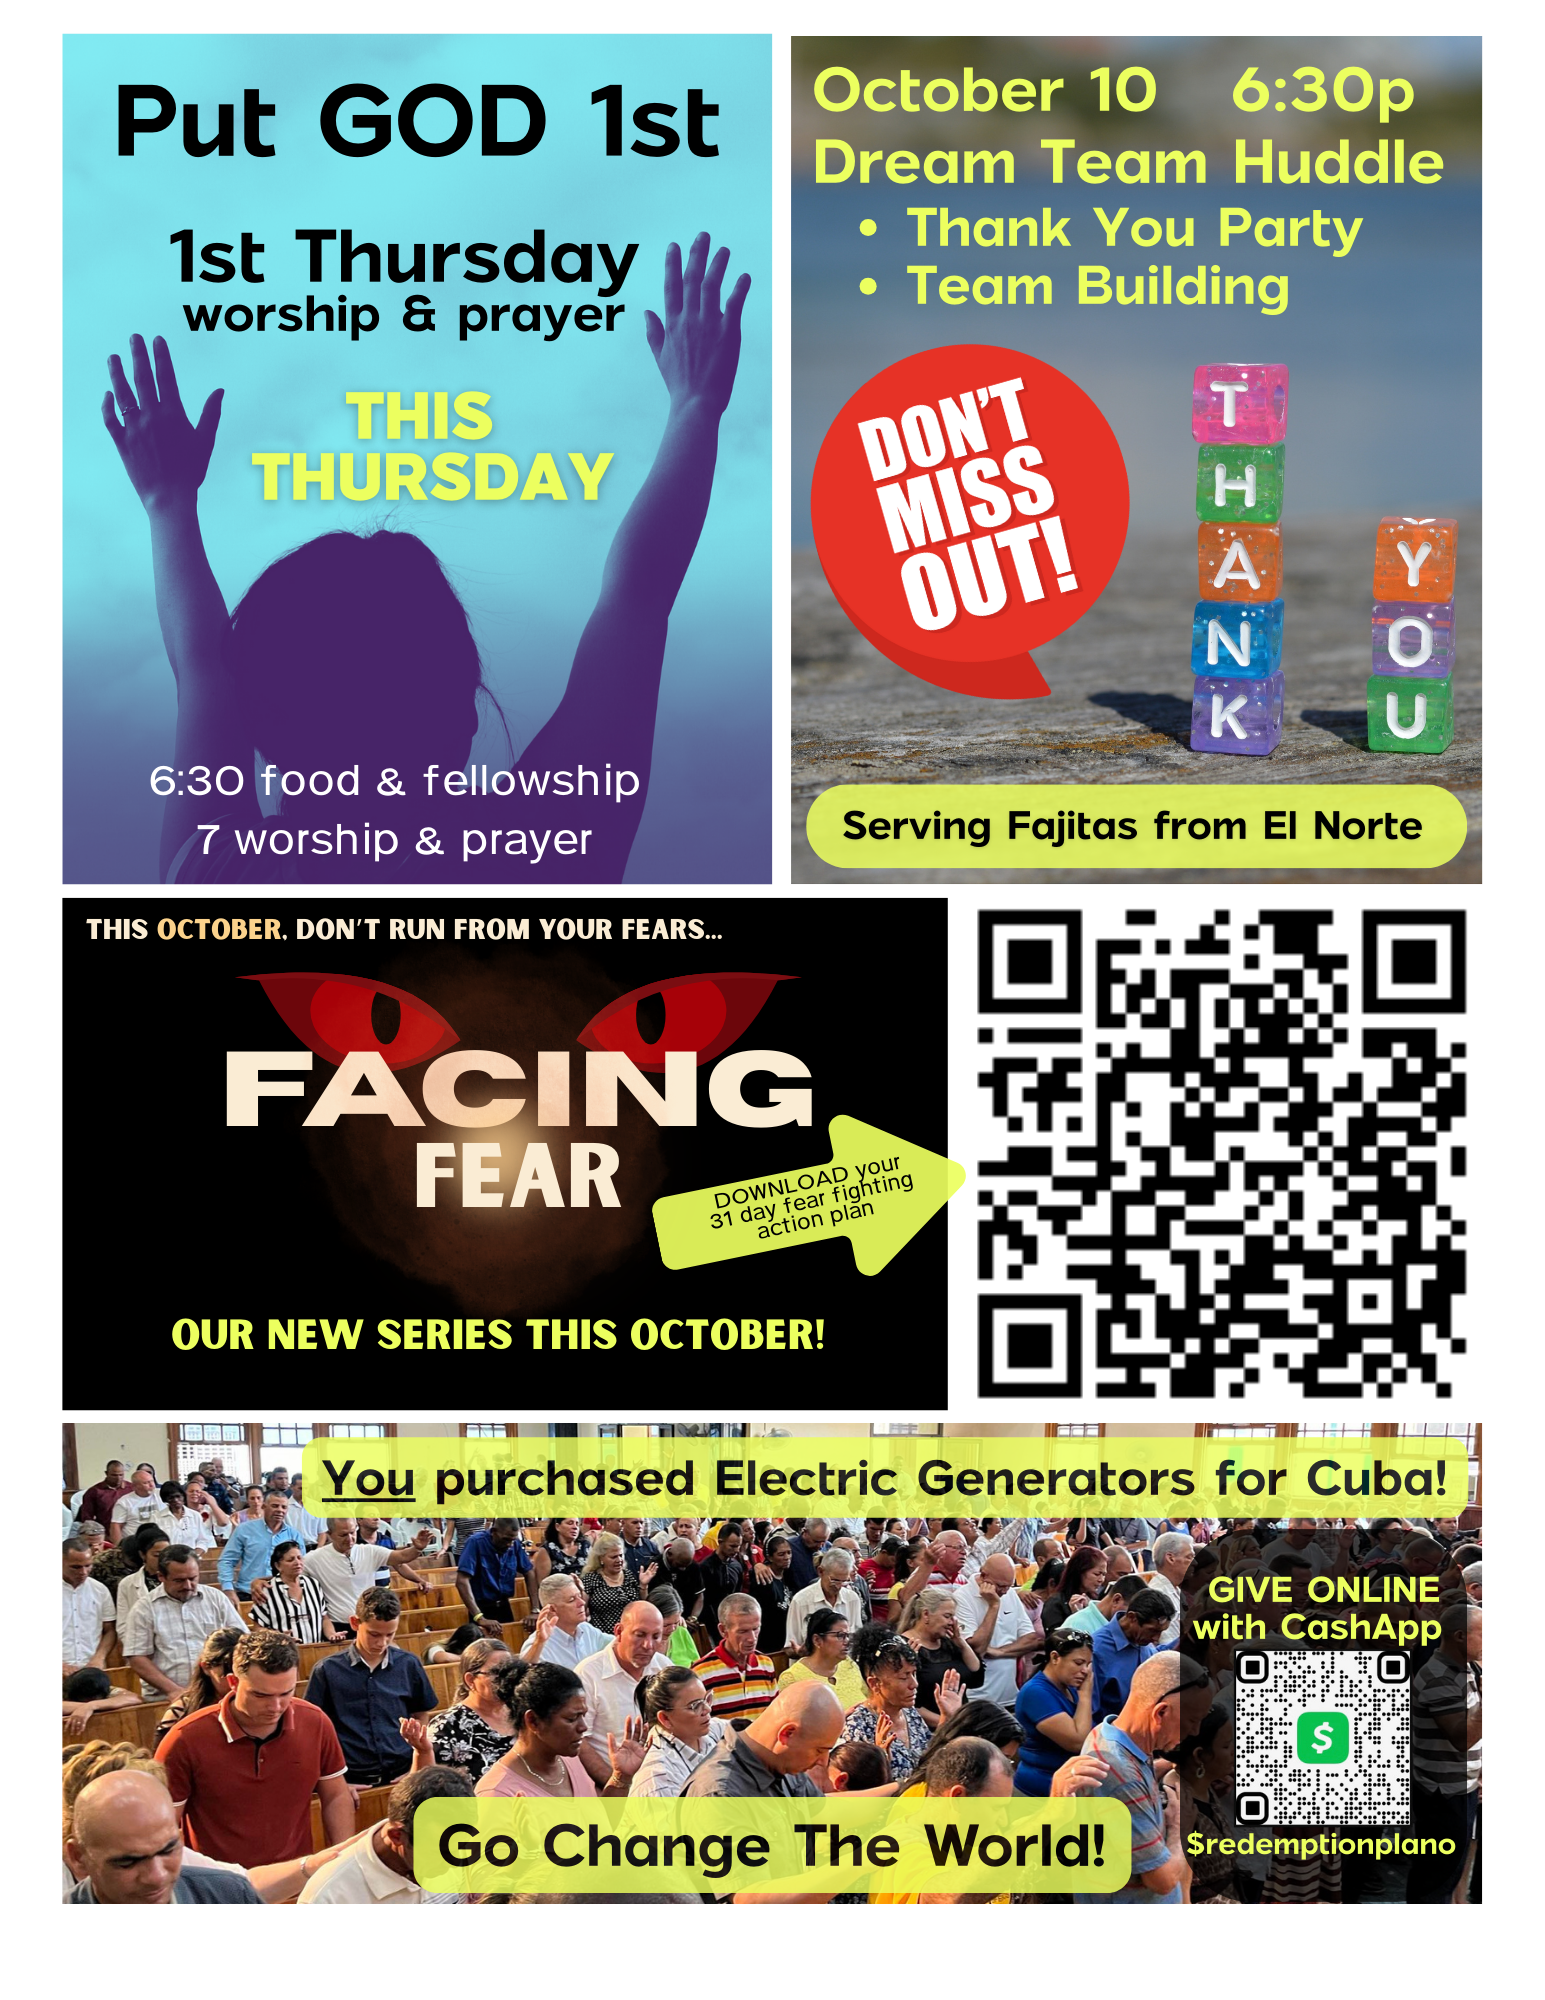 Put GOD 1st
1st Thursday
worship & prayer
THIS
THURSDAY
6:30 food & fellowship
7 worship & prayer
October 10 6:30p
Dream Team Huddle
• Thank You Party
• Team Building
DON'T
MISS
OUT!
T
H
A
N
K
Y
O
U
Serving Fajitas from El Norte
THIS OCTOBER, DON'T RUN FROM YOUR FEARS...
FACING
FEAR
DOWNLOAD your
31 day fear fighting
action plan
OUR NEW SERIES THIS OCTOBER!
You purchased Electric Generators for Cuba!
GIVE ONLINE
with CashApp
$
$redemptionplano
Go Change The World!